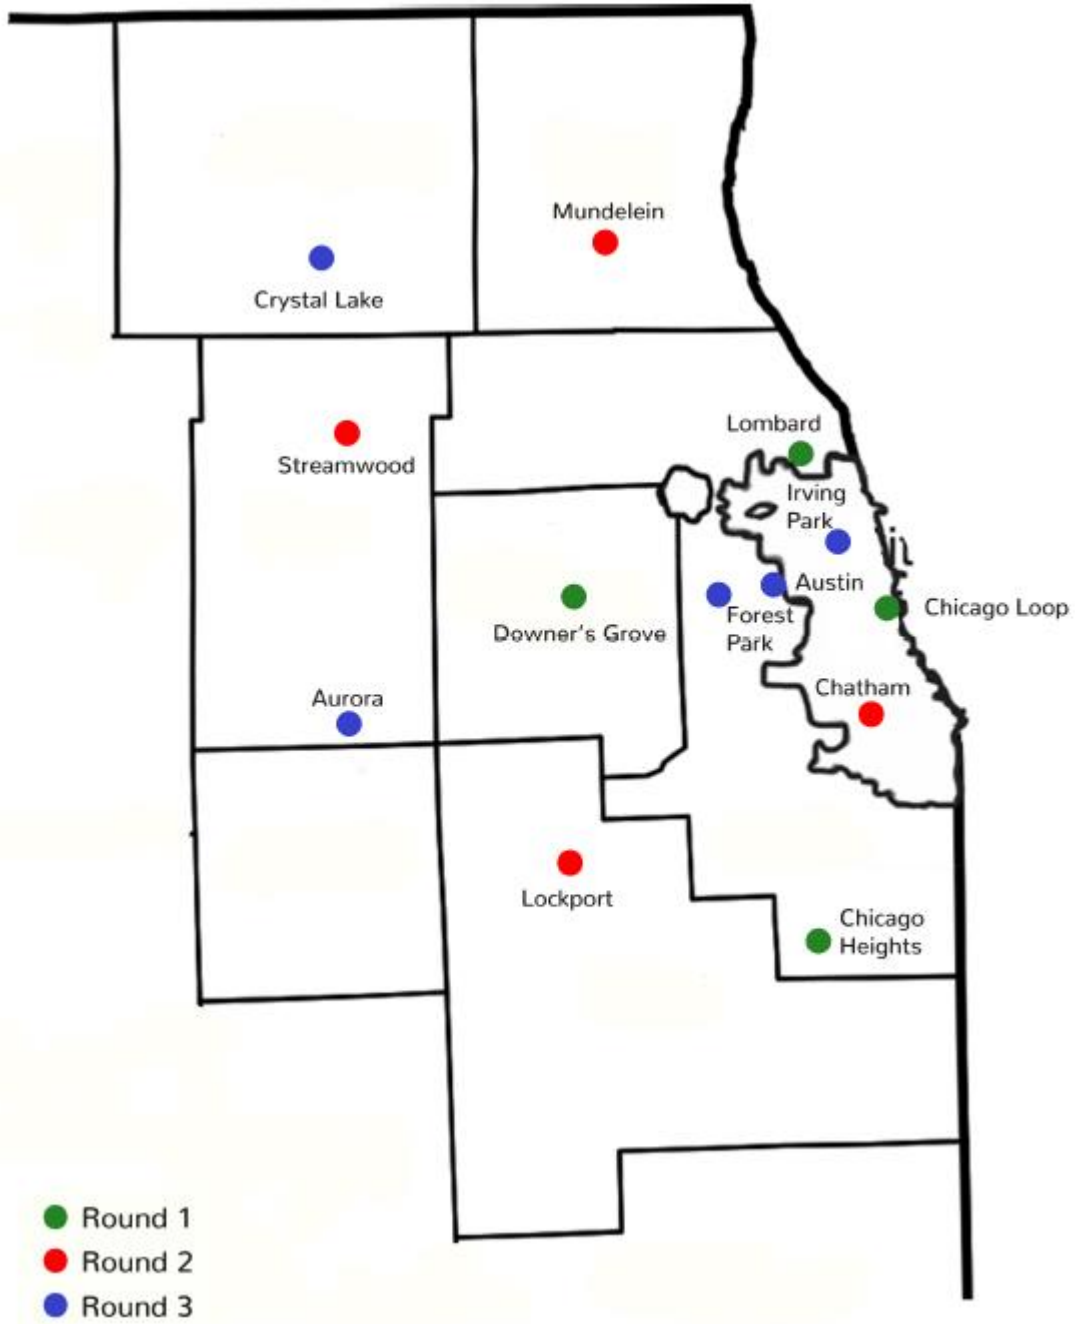 Mundelein
Crystal Lake
Lombard
Streamwood
Irving
Park
Austin
Chicago Loop
Forest
Park
Downer's Grove
Chatham
Aurora
Lockport
Chicago
Heights
Round 1
Round 2
Round 3